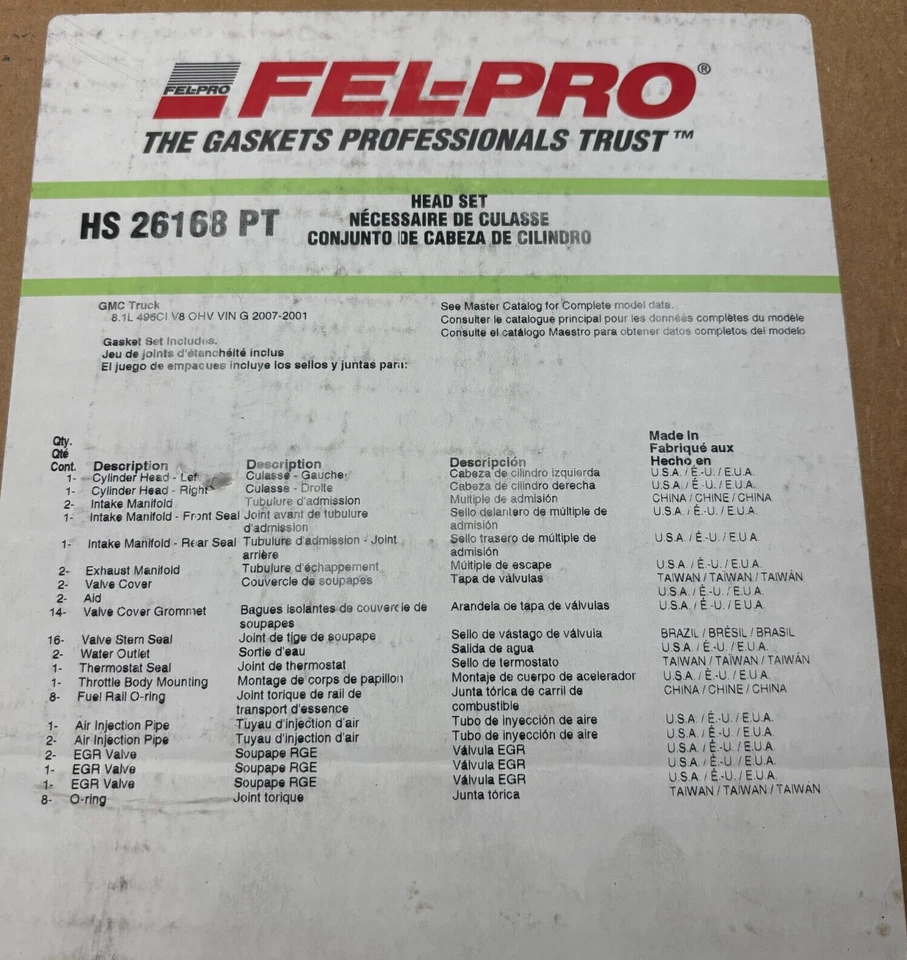 FEL-PRO
FEL-PRO®
THE GASKETS PROFESSIONALS TRUST™
HS 26168 PT
HEAD SET
NÉCESSAIRE DE CULASSE
CONJUNTO DE CABEZA DE CILINDRO
GMC Truck
8.1L 496CI V8 OHV VIN G 2007-2001
See Master Catalog for Complete model data.
Consulter le catalogue principal pour les données complètes du modèle
Consulte el catálogo Maestro para obtener datos completos del modelo
Gasket Set Includes.
Jeu de joints d'étanchéité inclus
El juego de empaques incluye los sellos y juntas para:
Qty.
Qté
Cont. Description Description Descripción
Made In
Fabriqué aux
Hecho en
1- Cylinder Head - Left Culasse - Gauche Cabeza de cilindro izquierda U.S.A. / É.-U. / E.U.A.
1- Cylinder Head - Right Culasse - Droite Cabeza de cilindro derecha U.S.A. / É.-U. / E.U.A.
2- Intake Manifold Tubulure d'admission Multiple de admisión CHINA / CHINE / CHINA
1- Intake Manifold - Front Seal Joint avant de tubulure Sello delantero de múltiple de U.S.A. / É.-U. / E.U.A.
d'admission admisión
1- Intake Manifold - Rear Seal Tubulure d'admission - Joint Sello trasero de múltiple de U.S.A. / É.-U. / E.U.A.
arrière admisión
2- Exhaust Manifold Tubulure d'échappement Múltiple de escape U.S.A. / É.-U. / E.U.A.
2- Valve Cover Couvercle de soupapes Tapa de válvulas TAIWAN / TAIWAN / TAIWÁN
2- Aid U.S.A. / É.-U. / E.U.A.
14- Valve Cover Grommet Bagues isolantes de couvercle de Arandela de tapa de válvulas U.S.A. / É.-U. / E.U.A.
soupapes
16- Valve Stem Seal Joint de tige de soupape Sello de vástago de válvula BRAZIL / BRÉSIL / BRASIL
2- Water Outlet Sortie d'eau Salida de agua U.S.A. / É.-U. / E.U.A.
1- Thermostat Seal Joint de thermostat Sello de termostato TAIWAN / TAÏWAN / TAIWÁN
1- Throttle Body Mounting Montage de corps de papillon Montaje de cuerpo de acelerador U.S.A. / É.-U. / E.U.A.
8- Fuel Rail O-ring Joint torique de rail de Junta tórica de carril de CHINA / CHINE / CHINA
transport d'essence combustible
1- Air Injection Pipe Tuyau d'injection d'air Tubo de inyección de aire U.S.A. / É.-U. / E.U.A.
2- Air Injection Pipe Tuyau d'injection d'air Tubo de inyección de aire U.S.A. / É.-U. / E.U.A.
2- EGR Valve Soupape RGE Válvula EGR U.S.A. / É.-U. / E.U.A.
1- EGR Valve Soupape RGE Válvula EGR U.S.A. / É.-U. / E.U.A.
1- EGR Valve Soupape RGE Válvula EGR U.S.A. / É.-U. / E.U.A.
8- O-ring Joint torique Junta tórica TAIWAN / TAIWAN / TAIWÁN